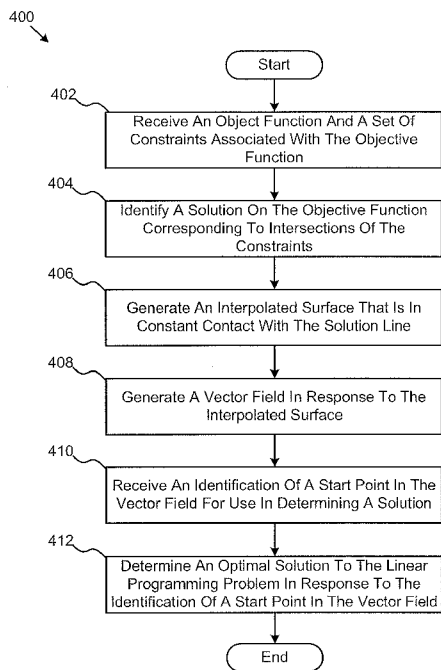 400
Start
402
Receive An Object Function And A Set Of
Constraints Associated With The Objective
Function
404
Identify A Solution On The Objective Function
Corresponding To Intersections Of The
Constraints
406
Generate An Interpolated Surface That Is In
Constant Contact With The Solution Line
408
Generate A Vector Field In Response To The
Interpolated Surface
410
Receive An Identification Of A Start Point In The
Vector Field For Use In Determining A Solution
412
Determine An Optimal Solution To The Linear
Programming Problem In Response To The
Identification Of A Start Point In The Vector Field
End